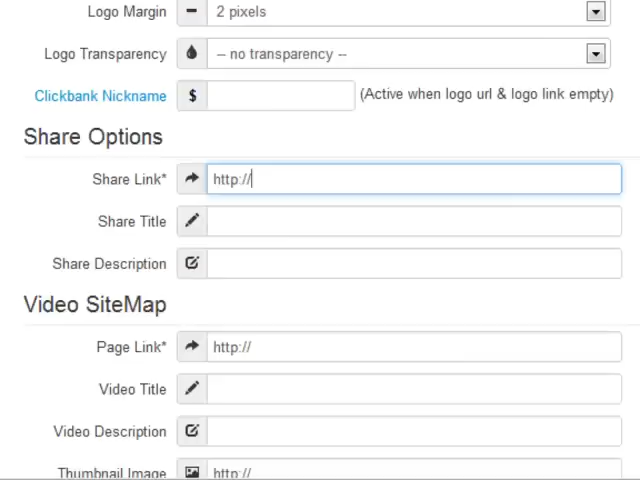 Logo Margin 2 pixels
Logo Transparency -- no transparency --
Clickbank Nickname $ (Active when logo url & logo link empty)
Share Options
Share Link* http://
Share Title
Share Description
Video SiteMap
Page Link* http://
Video Title
Video Description
Thumbnail Image http://